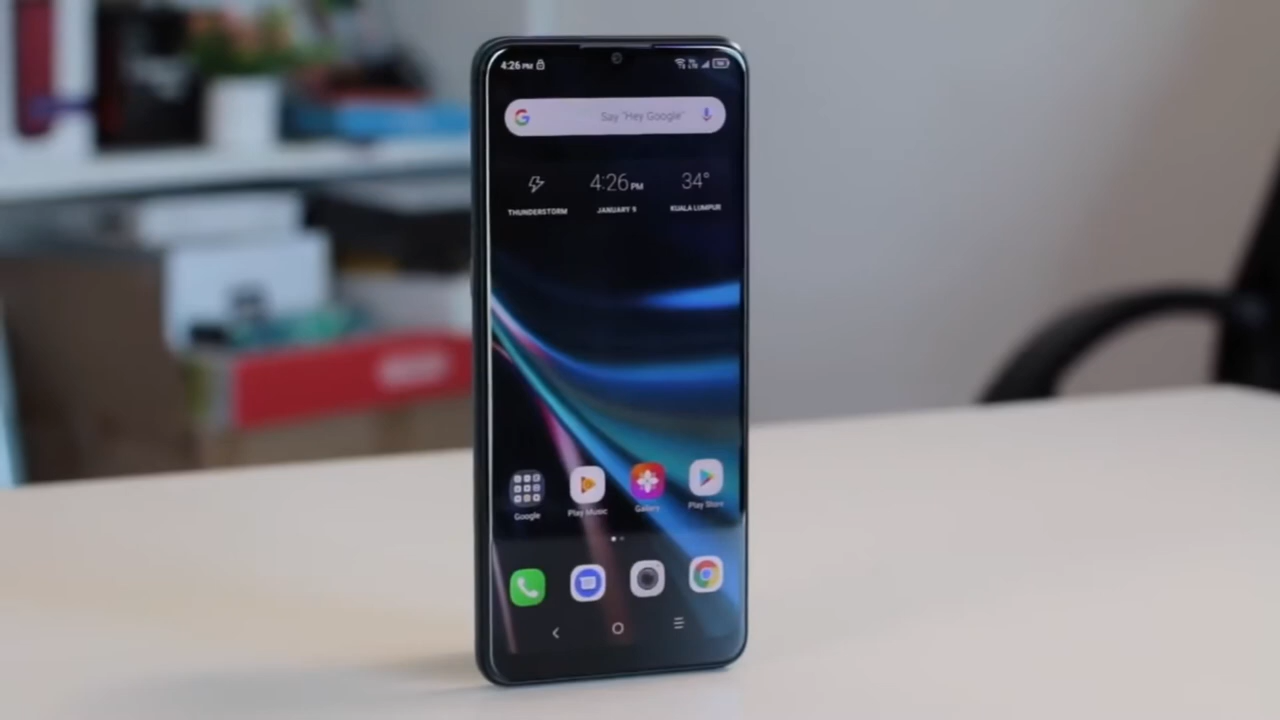 4:26 PM
Say "Hey Google"
4:26 PM
34°
THUNDERSTORM
JANUARY 9
KUALA LUMPUR
Google
Play Music
Gallery
Play Store